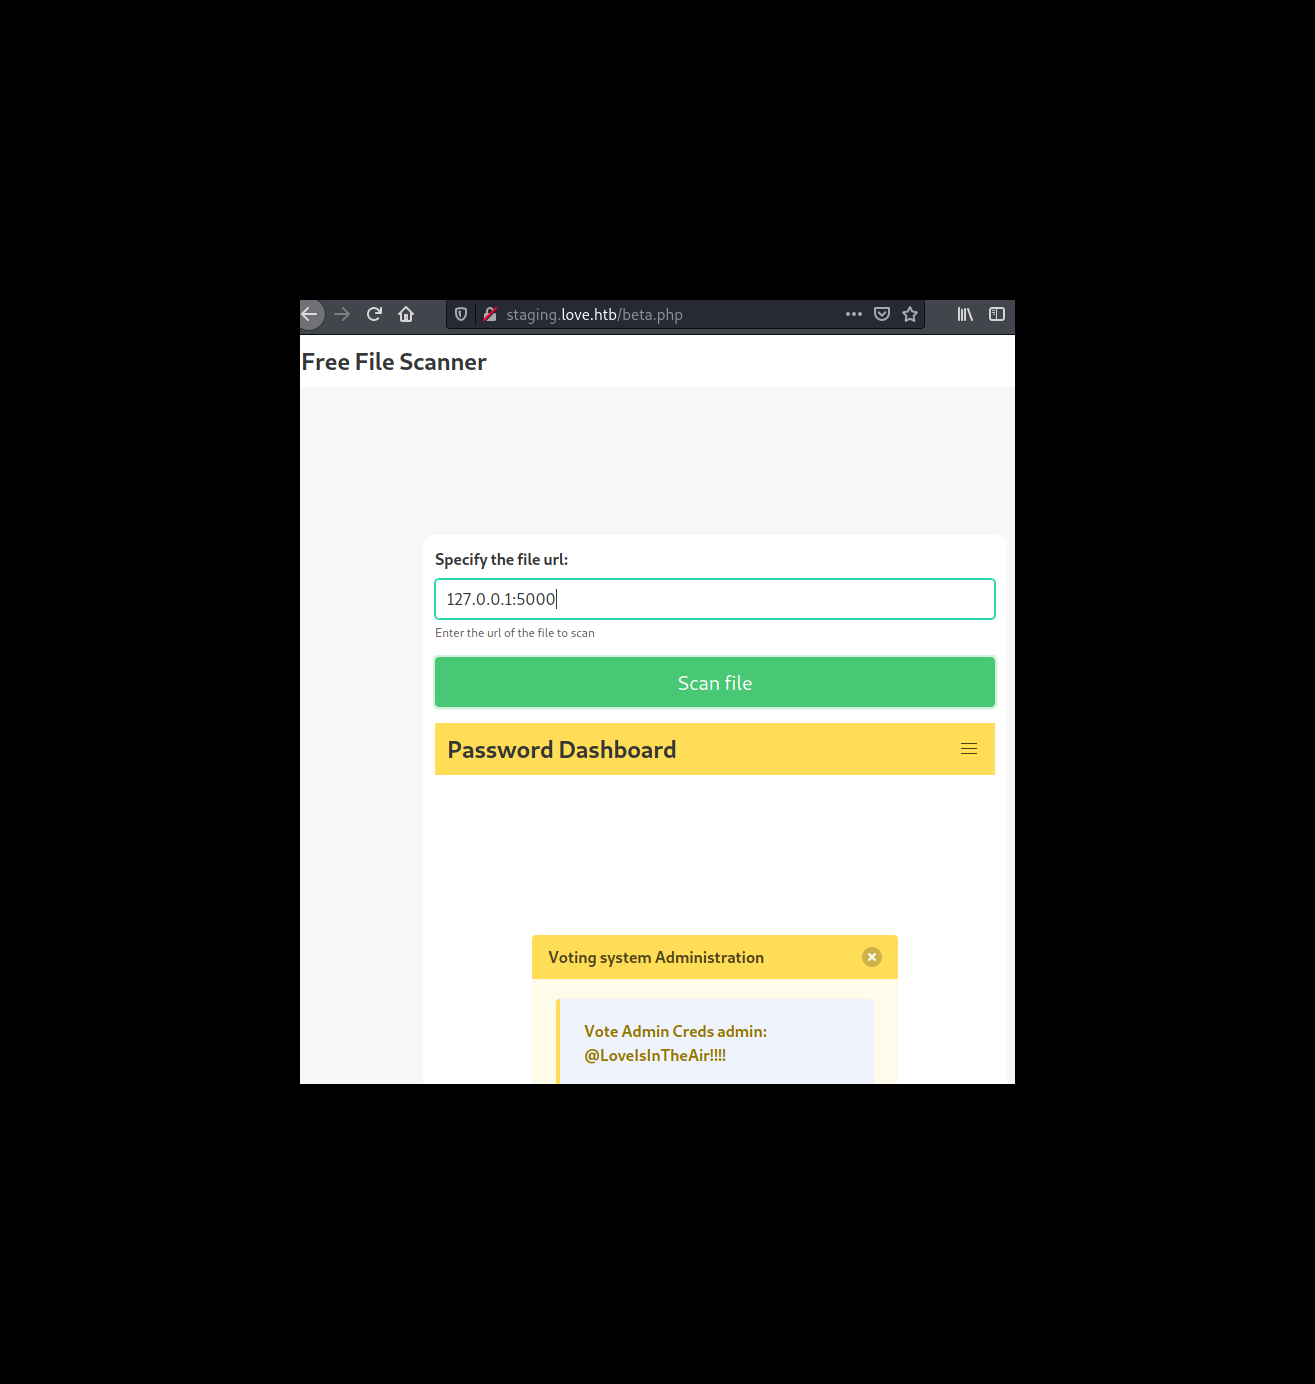 staging.love.htb/beta.php
Free File Scanner
Specify the file url:
127.0.0.1:5000
Enter the url of the file to scan
Scan file
Password Dashboard
Voting system Administration
Vote Admin Creds admin:
@LoveIsInTheAir!!!!